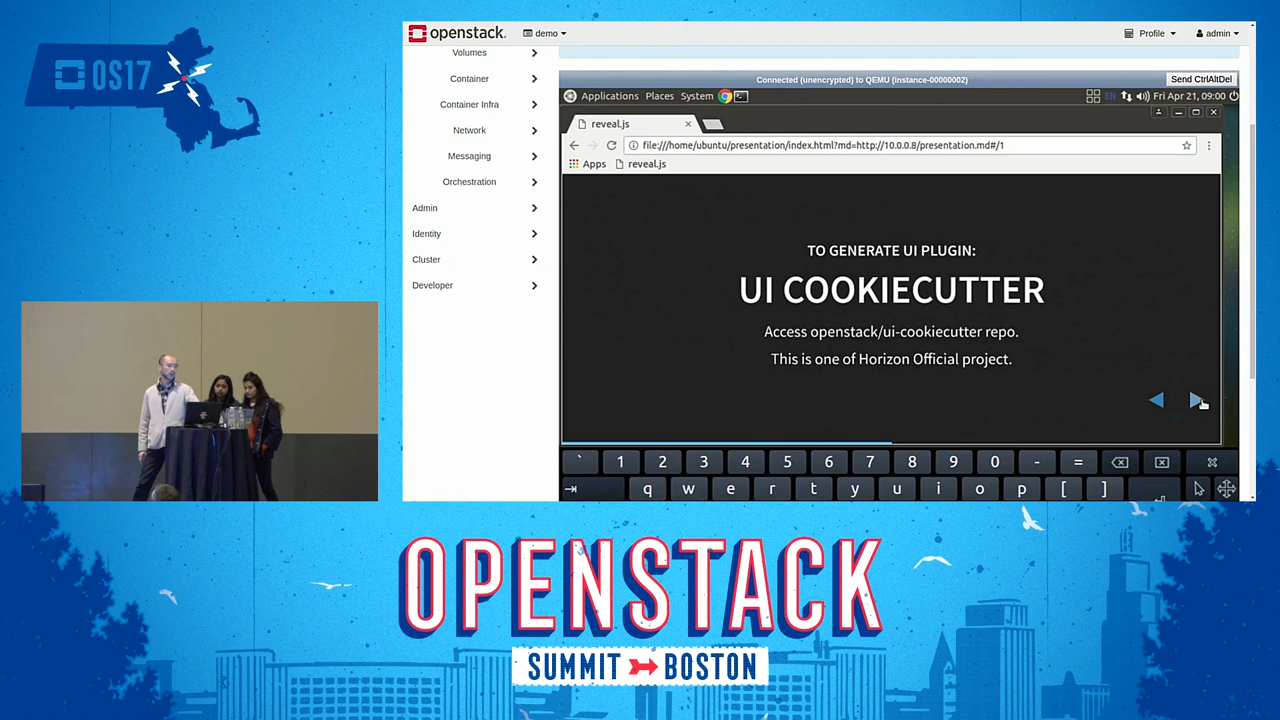 OS17
openstack.
demo
Profile
admin
Volumes
Container
Container Infra
Network
Messaging
Orchestration
Admin
Identity
Cluster
Developer
Connected (unencrypted) to QEMU (instance-00000002)
Send CtrlAltDel
Applications Places System
EN
Fri Apr 21, 09:00
reveal.js
file:///home/ubuntu/presentation/index.html?md=http://10.0.0.8/presentation.md#/1
Apps
reveal.js
TO GENERATE UI PLUGIN:
UI COOKIECUTTER
Access openstack/ui-cookiecutter repo.
This is one of Horizon Official project.
` 1 2 3 4 5 6 7 8 9 0 - =
q w e r t y u i o p [ ]
OPENSTACK
SUMMIT BOSTON